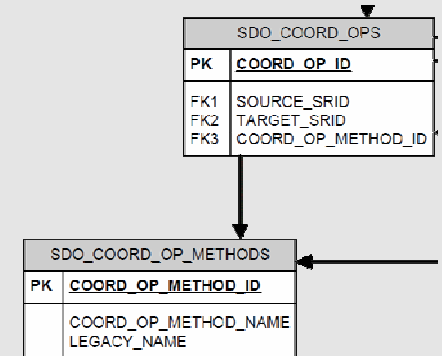 SDO_COORD_OPS
PK COORD_OP_ID
FK1 SOURCE_SRID
FK2 TARGET_SRID
FK3 COORD_OP_METHOD_ID
SDO_COORD_OP_METHODS
PK COORD_OP_METHOD_ID
COORD_OP_METHOD_NAME
LEGACY_NAME